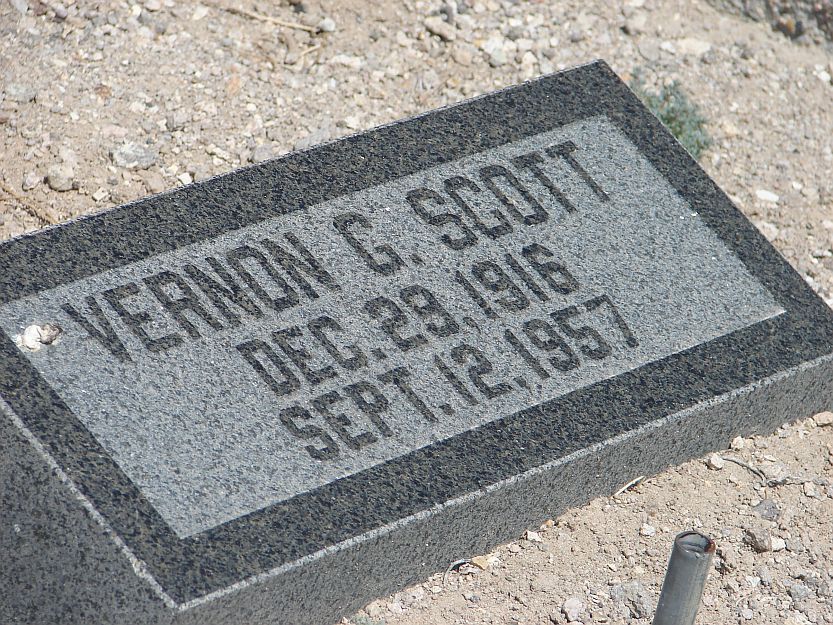 VERNON G. SCOTT
DEC. 29, 1916
SEPT. 12, 1957